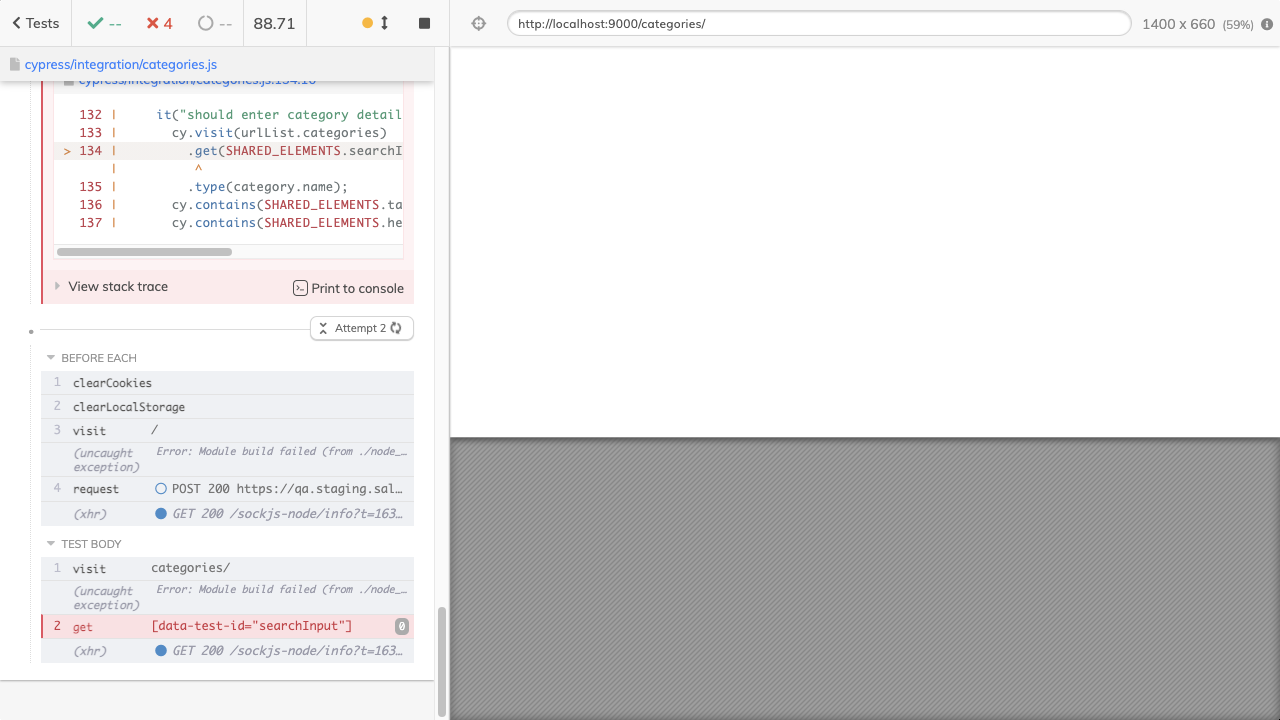 Tests
--
4
--
88.71
http://localhost:9000/categories/
1400 x 660 (59%)
cypress/integration/categories.js
cypress/integration/categories.js:134:16
132 | it("should enter category detail
133 | cy.visit(urlList.categories)
> 134 | .get(SHARED_ELEMENTS.searchI
| ^
135 | .type(category.name);
136 | cy.contains(SHARED_ELEMENTS.ta
137 | cy.contains(SHARED_ELEMENTS.he
View stack trace
Print to console
Attempt 2
BEFORE EACH
1 clearCookies
2 clearLocalStorage
3 visit /
(uncaught exception) Error: Module build failed (from ./node_…
4 request POST 200 https://qa.staging.sal…
(xhr) GET 200 /sockjs-node/info?t=163…
TEST BODY
1 visit categories/
(uncaught exception) Error: Module build failed (from ./node_…
2 get [data-test-id="searchInput"] 0
(xhr) GET 200 /sockjs-node/info?t=163…